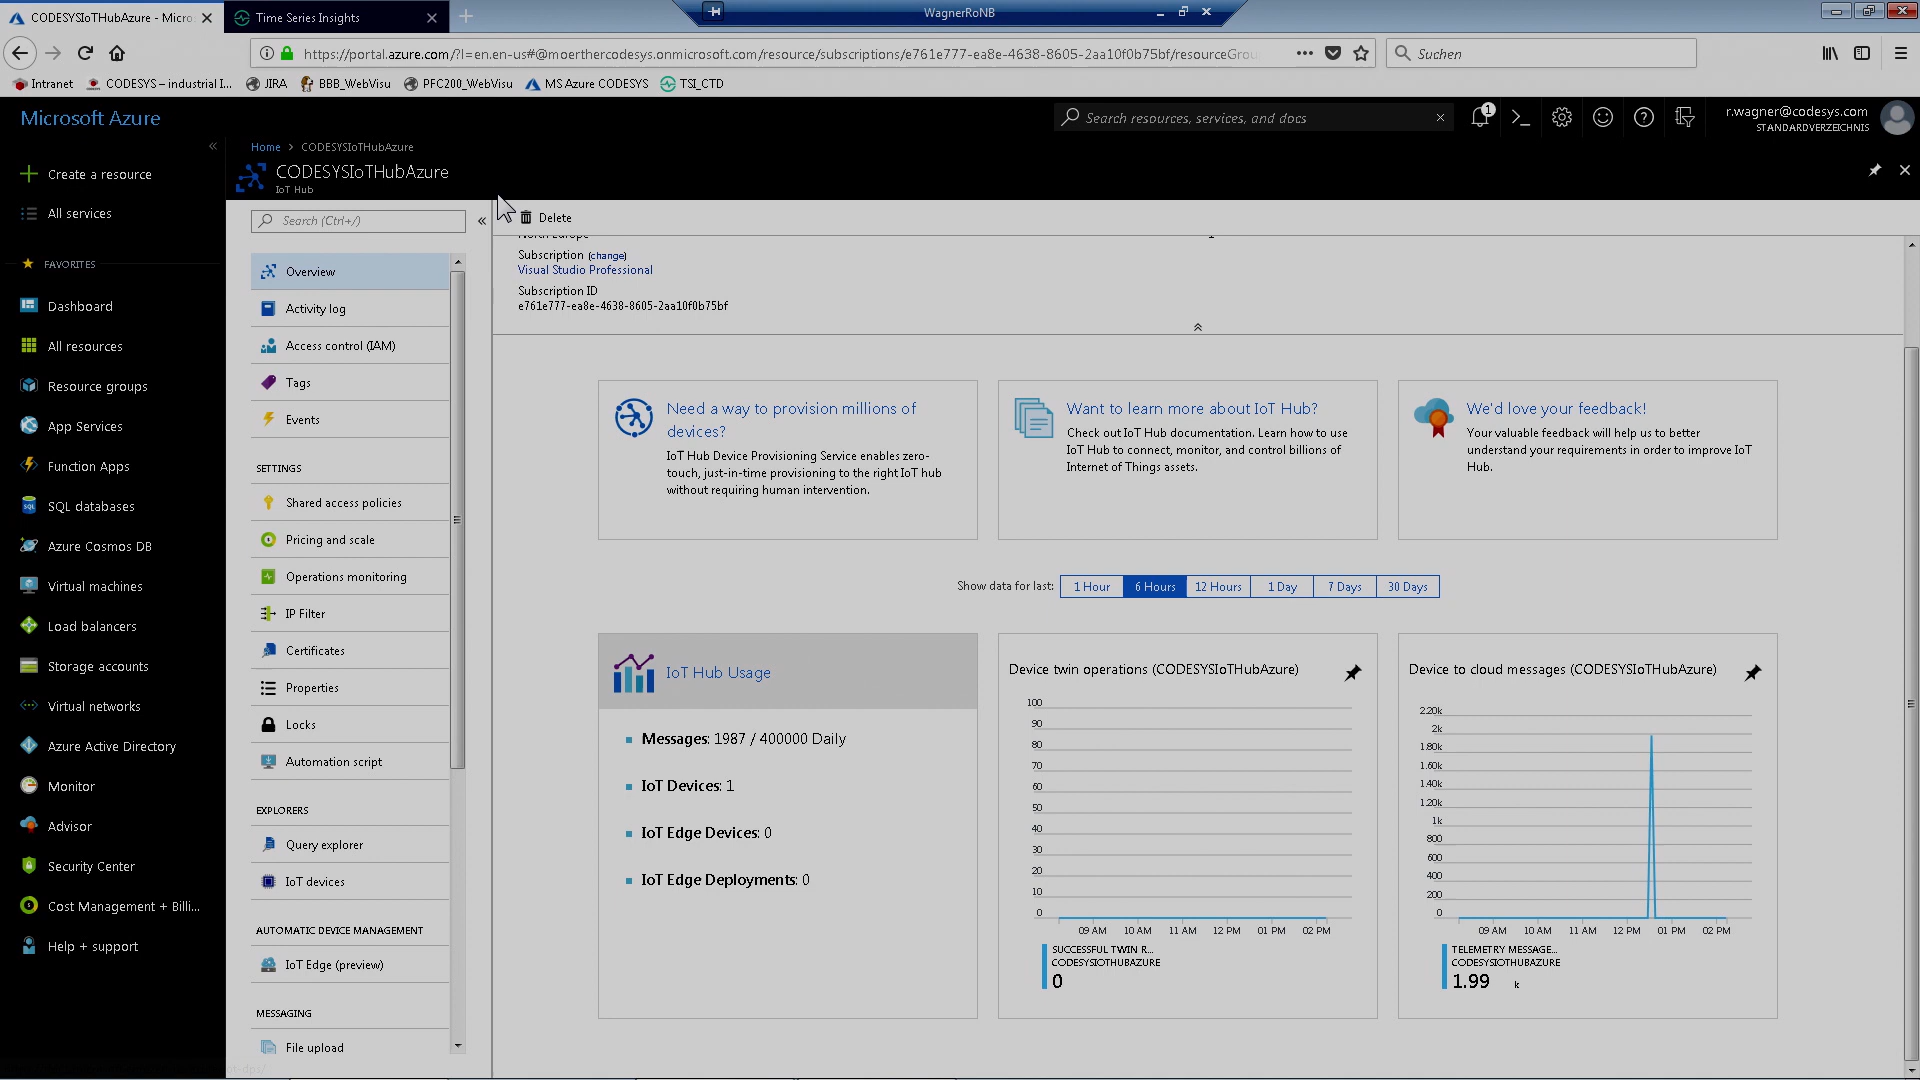 CODESYSIoTHubAzure - Micro
Time Series Insights
WagnerRoNB
https://portal.azure.com/?l=en.en-us#@moerthercodesys.onmicrosoft.com/resource/subscriptions/e761e777-ea8e-4638-8605-2aa10f0b75bf/resourceGrou
Suchen
Intranet
CODESYS – industrial I...
JIRA
BBB_WebVisu
PFC200_WebVisu
MS Azure CODESYS
TSI_CTD
Microsoft Azure
Search resources, services, and docs
1
r.wagner@codesys.com
STANDARDVERZEICHNIS
Home > CODESYSIoTHubAzure
CODESYSIoTHubAzure
IoT Hub
Create a resource
All services
FAVORITES
Dashboard
All resources
Resource groups
App Services
Function Apps
SQL databases
Azure Cosmos DB
Virtual machines
Load balancers
Storage accounts
Virtual networks
Azure Active Directory
Monitor
Advisor
Security Center
Cost Management + Billi...
Help + support
Search (Ctrl+/)
Overview
Activity log
Access control (IAM)
Tags
Events
SETTINGS
Shared access policies
Pricing and scale
Operations monitoring
IP Filter
Certificates
Properties
Locks
Automation script
EXPLORERS
Query explorer
IoT devices
AUTOMATIC DEVICE MANAGEMENT
IoT Edge (preview)
MESSAGING
File upload
Delete
North Europe
1
Subscription (change)
Visual Studio Professional
Subscription ID
e761e777-ea8e-4638-8605-2aa10f0b75bf
Need a way to provision millions of
devices?
IoT Hub Device Provisioning Service enables zero-
touch, just-in-time provisioning to the right IoT hub
without requiring human intervention.
Want to learn more about IoT Hub?
Check out IoT Hub documentation. Learn how to use
IoT Hub to connect, monitor, and control billions of
Internet of Things assets.
We'd love your feedback!
Your valuable feedback will help us to better
understand your requirements in order to improve IoT
Hub.
Show data for last:
1 Hour
6 Hours
12 Hours
1 Day
7 Days
30 Days
IoT Hub Usage
Messages: 1987 / 400000 Daily
IoT Devices: 1
IoT Edge Devices: 0
IoT Edge Deployments: 0
Device twin operations (CODESYSIoTHubAzure)
100
90
80
70
60
50
40
30
20
10
0
09 AM 10 AM 11 AM 12 PM 01 PM 02 PM
SUCCESSFUL TWIN R...
CODESYSIOTHUBAZURE
0
Device to cloud messages (CODESYSIoTHubAzure)
2.20k
2k
1.80k
1.60k
1.40k
1.20k
1k
800
600
400
200
0
09 AM 10 AM 11 AM 12 PM 01 PM 02 PM
TELEMETRY MESSAGE...
CODESYSIOTHUBAZURE
1.99 k